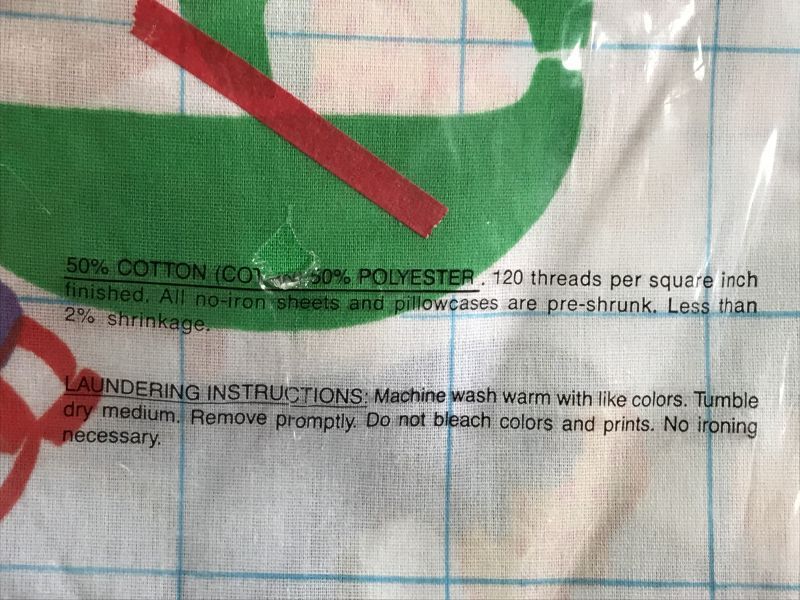 50% COTTON (COT 50% POLYESTER. 120 threads per square inch
finished. All no-iron sheets and pillowcases are pre-shrunk. Less than
2% shrinkage.
LAUNDERING INSTRUCTIONS: Machine wash warm with like colors. Tumble
dry medium. Remove promptly. Do not bleach colors and prints. No ironing
necessary.